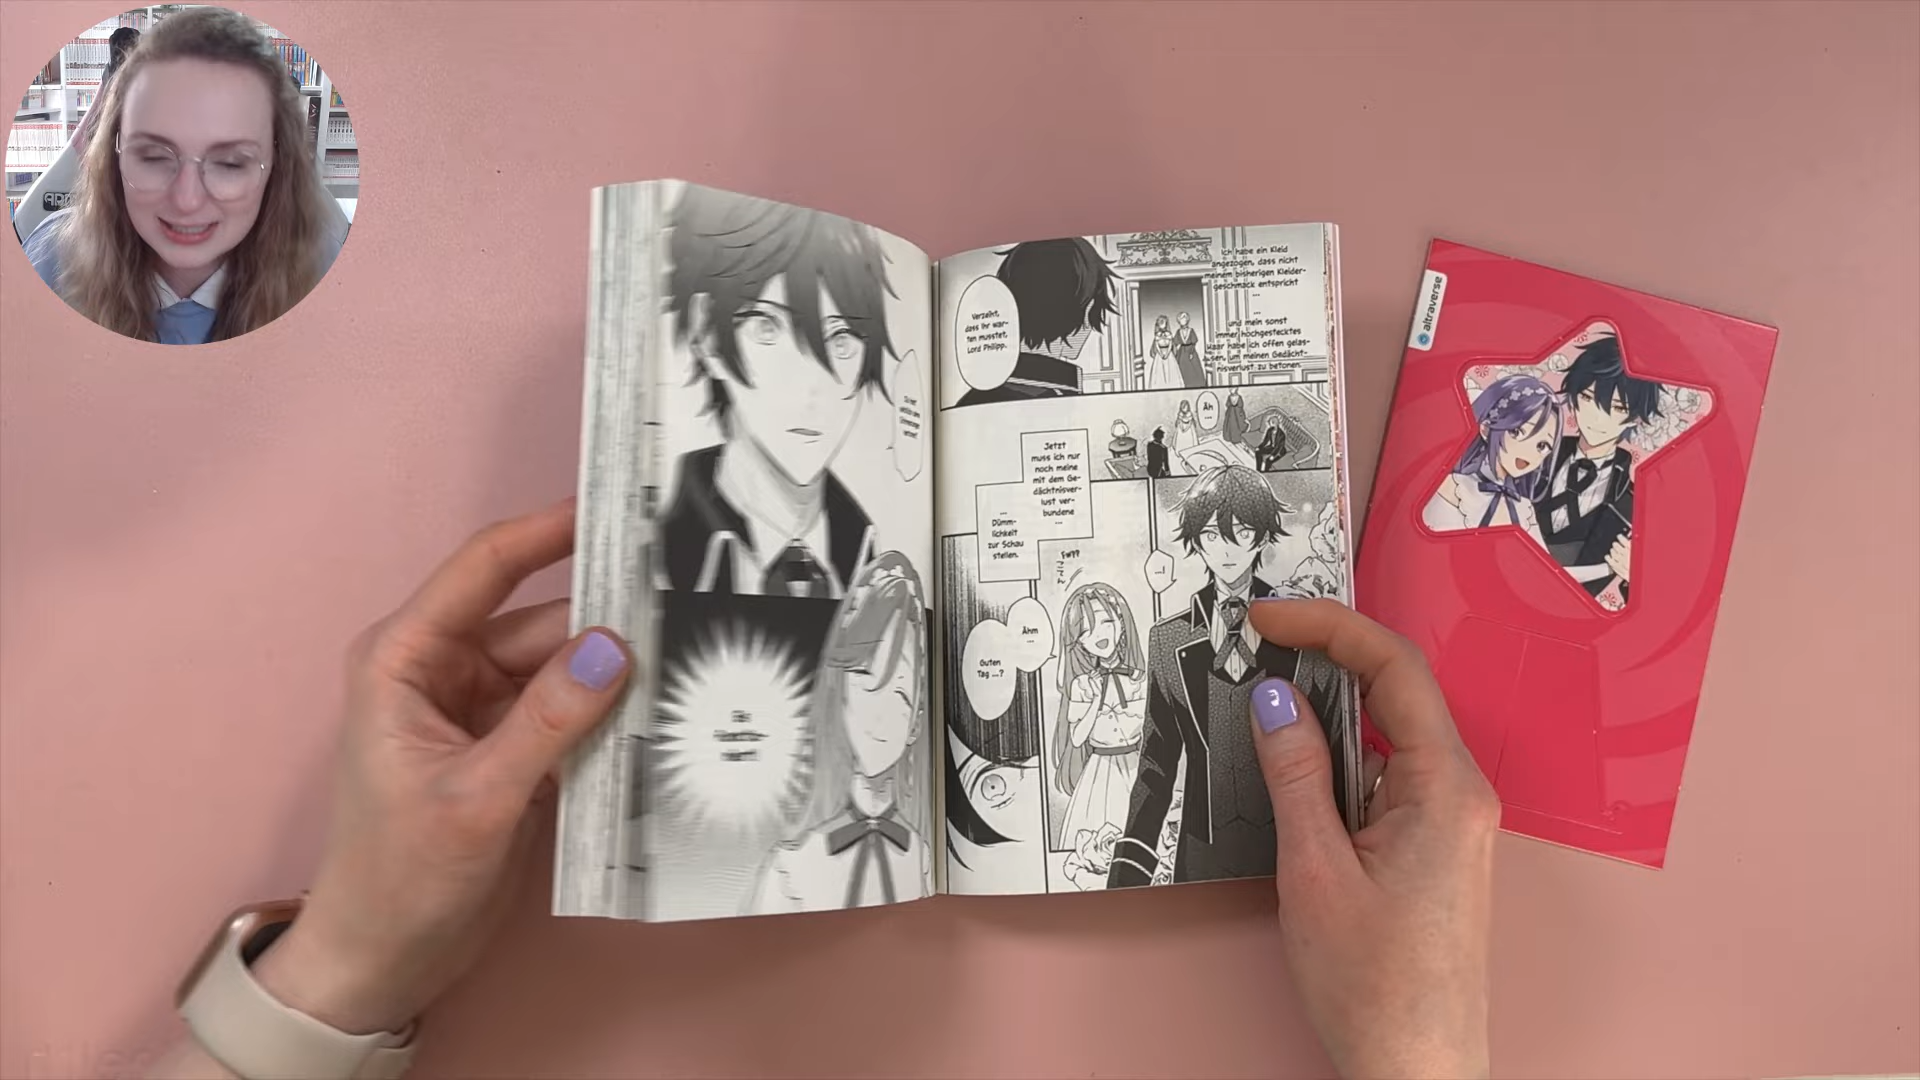 Verzeiht,
dass Ihr war-
ten musstet,
Lord Philipp.
Ich habe ein Kleid
angezogen, dass nicht
meinem bisherigen Kleider-
geschmack entspricht
...
...
und mein sonst
immer hochgestecktes
Haar habe ich offen gelas-
sen, um meinen Gedächt-
nisverlust zu betonen.
Äh
...
Jetzt
muss ich nur
noch meine
mit dem Ge-
dächtnisver-
lust ver-
bundene
...
...
Dümm-
lichkeit
zur Schau
stellen.
FWPP
...!
Ähm
...
Guten
Tag ...?
altraverse